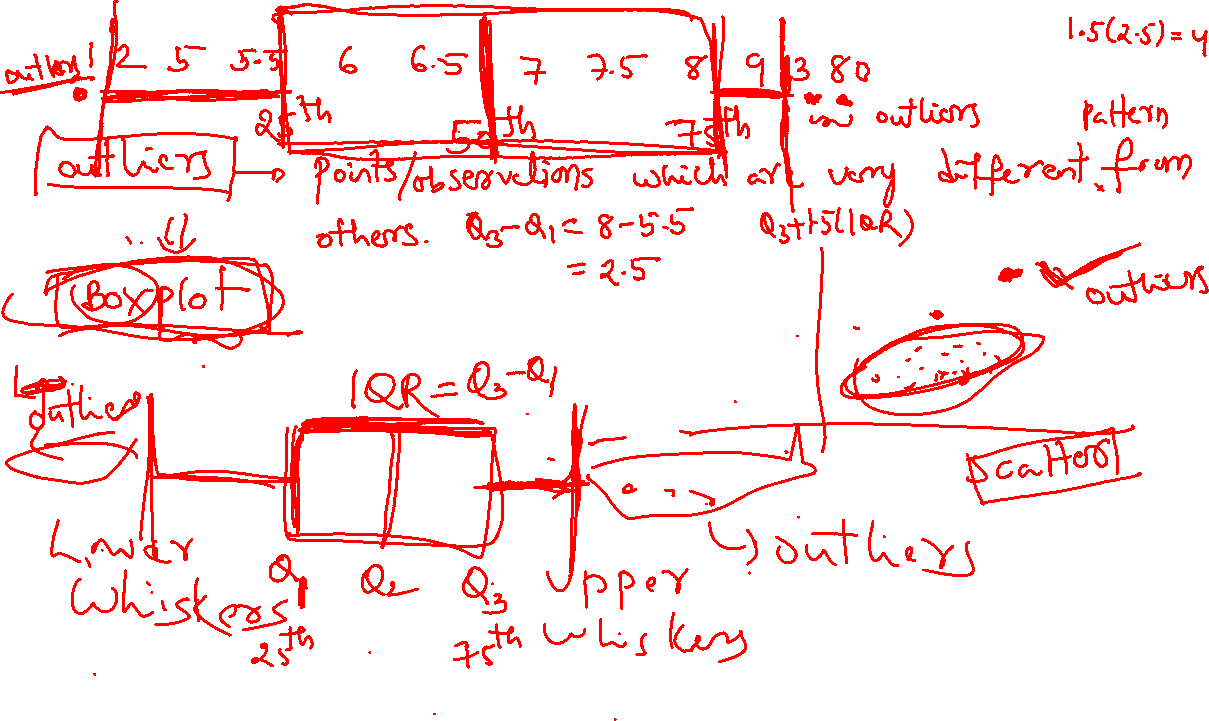 1.5(2.5) = 4
outliers! 2 5 5.5 6 6.5 7 7.5 8 9 13 80
25th 50th 75th outliers pattern
outliers → Points/observations which are very different from
others. Q3-Q1 = 8-5.5 Q3+1.5(IQR)
= 2.5
Box plot
outliers
IQR = Q3-Q1
outlier
scatter
Lower
Whiskers
Q1 Q2 Q3
25th 75th
Upper
Whiskers
↳ outliers